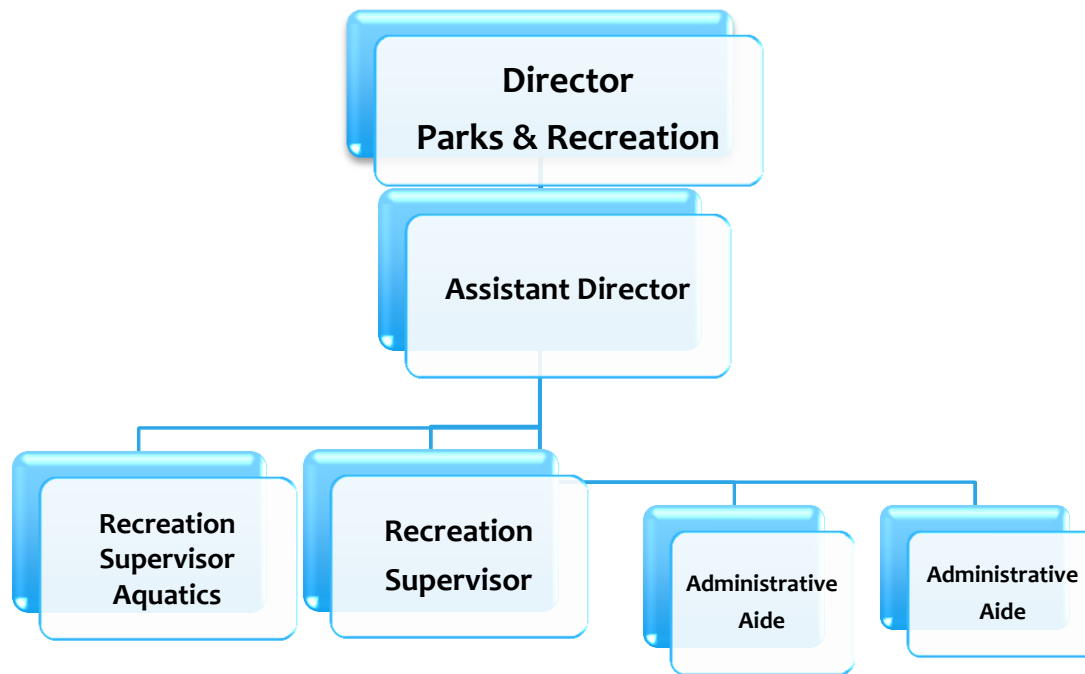 Director
Parks & Recreation
Assistant Director
Recreation
Supervisor
Aquatics
Recreation
Supervisor
Administrative
Aide
Administrative
Aide